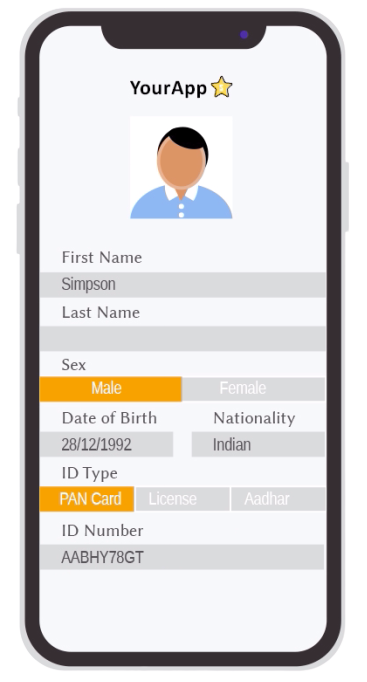 YourApp
First Name
Simpson
Last Name
Sex
Male Female
Date of Birth Nationality
28/12/1992 Indian
ID Type
PAN Card License Aadhar
ID Number
AABHY78GT